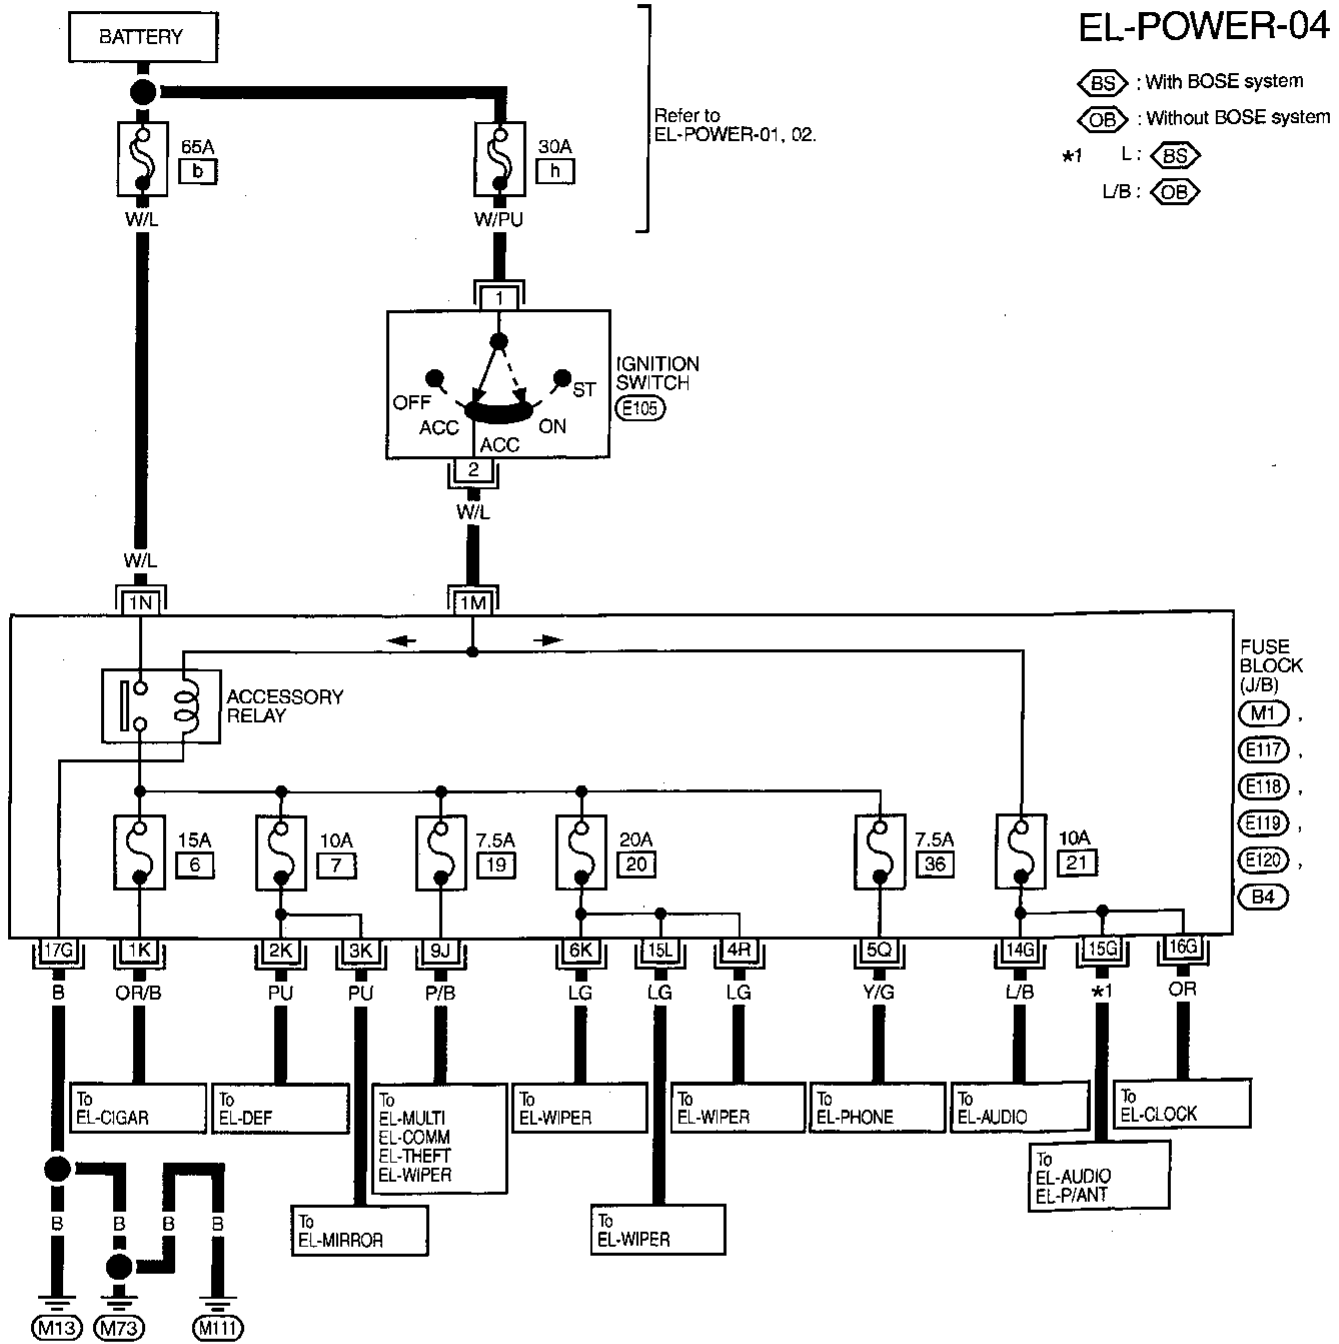 EL-POWER-04
BATTERY
BS : With BOSE system
OB : Without BOSE system
*1 L : BS
L/B : OB
Refer to
EL-POWER-01, 02.
65A
b
30A
h
W/L
W/PU
1
IGNITION
SWITCH
E105
OFF
ACC
ACC
ON
ST
2
W/L
W/L
1N
1M
FUSE
BLOCK
(J/B)
M1 ,
E117 ,
E118 ,
E119 ,
E120 ,
B4
ACCESSORY
RELAY
15A
6
10A
7
7.5A
19
20A
20
7.5A
36
10A
21
17G
1K
2K
3K
9J
6K
15L
4R
5Q
14G
15G
16G
B
OR/B
PU
PU
P/B
LG
LG
LG
Y/G
L/B
*1
OR
To
EL-CIGAR
To
EL-DEF
To
EL-MULTI
EL-COMM
EL-THEFT
EL-WIPER
To
EL-WIPER
To
EL-WIPER
To
EL-PHONE
To
EL-AUDIO
To
EL-CLOCK
To
EL-AUDIO
EL-P/ANT
To
EL-MIRROR
To
EL-WIPER
B
B
B
B
M13
M73
M111